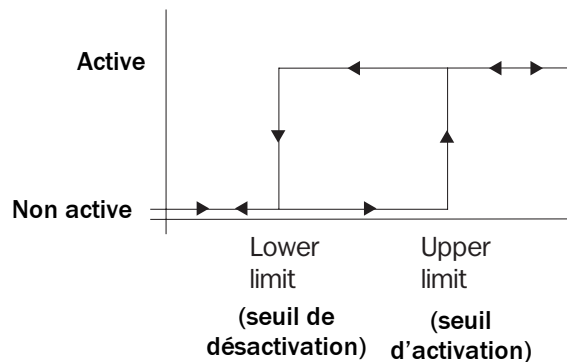 Active
Non active
Lower
limit
(seuil de
désactivation)
Upper
limit
(seuil
d'activation)